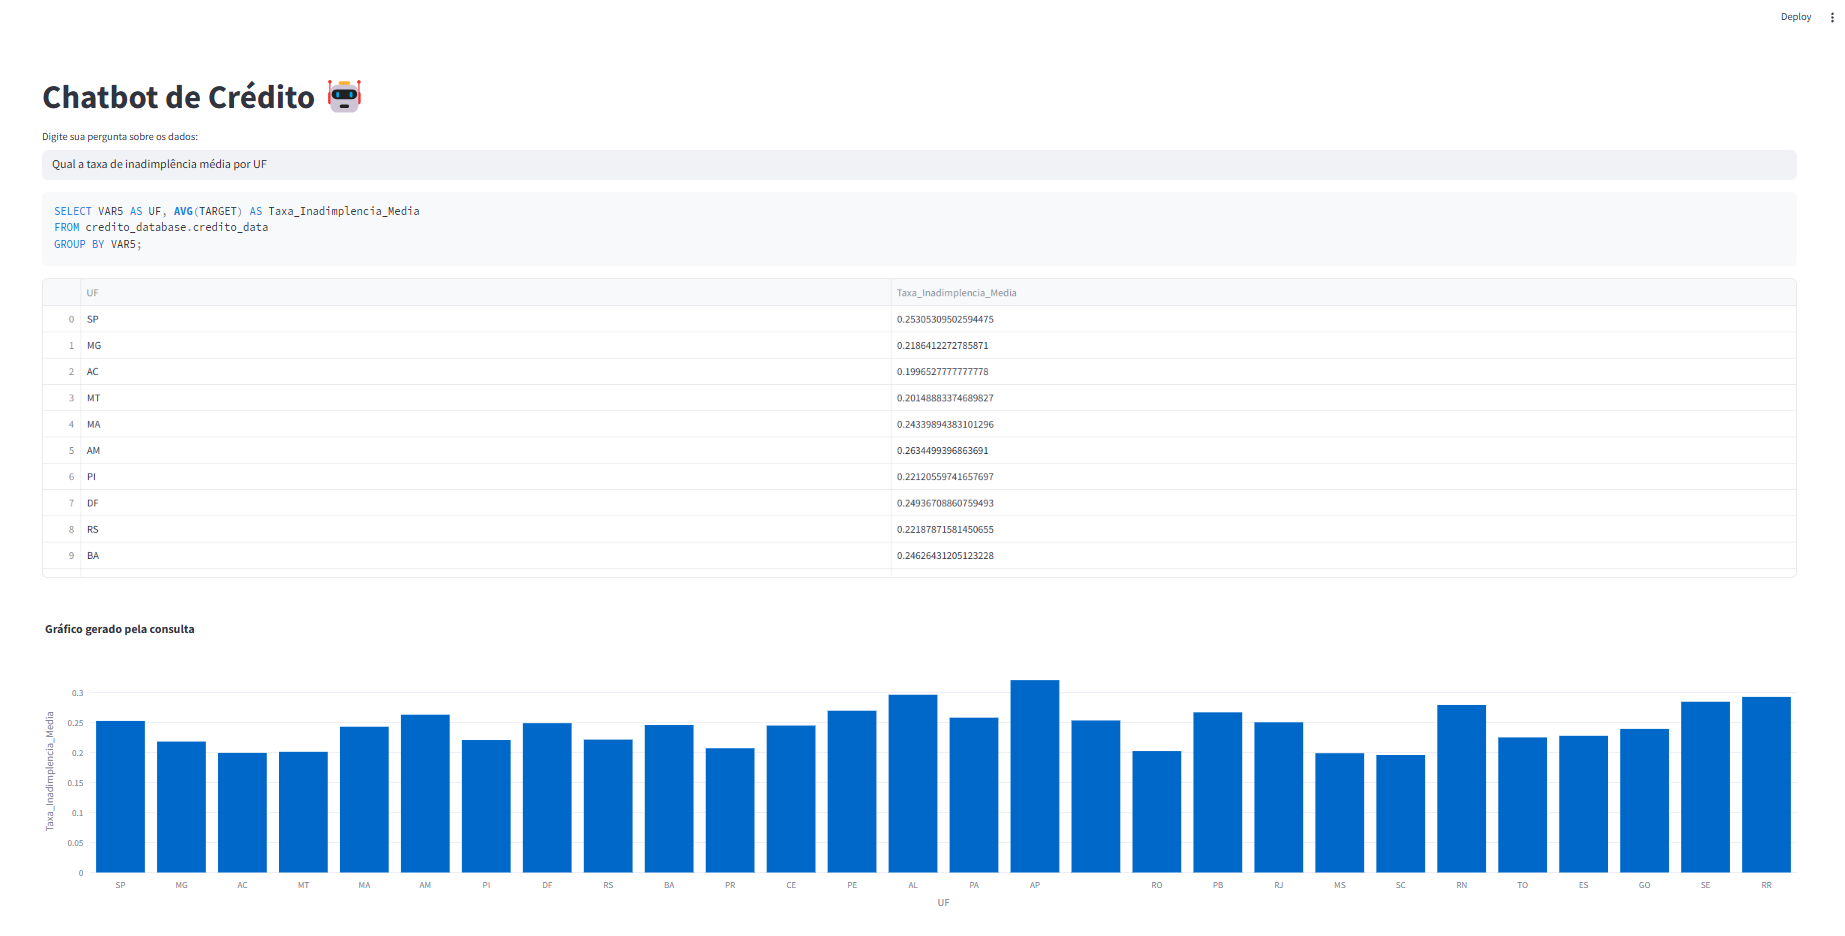 Deploy
Chatbot de Crédito
Digite sua pergunta sobre os dados:
Qual a taxa de inadimplência média por UF
SELECT VAR5 AS UF, AVG(TARGET) AS Taxa_Inadimplencia_Media
FROM credito_database.credito_data
GROUP BY VAR5;
UF Taxa_Inadimplencia_Media
0 SP 0.25305309502594475
1 MG 0.2186412272785871
2 AC 0.1996527777777778
3 MT 0.20148883374689827
4 MA 0.24339894383101296
5 AM 0.2634499396863691
6 PI 0.22120559741657697
7 DF 0.24936708860759493
8 RS 0.22187871581450655
9 BA 0.24626431205123228
Gráfico gerado pela consulta
Taxa_Inadimplencia_Media
0.3
0.25
0.2
0.15
0.1
0.05
0
SP MG AC MT MA AM PI DF RS BA PR CE PE AL PA AP RO PB RJ MS SC RN TO ES GO SE RR
UF